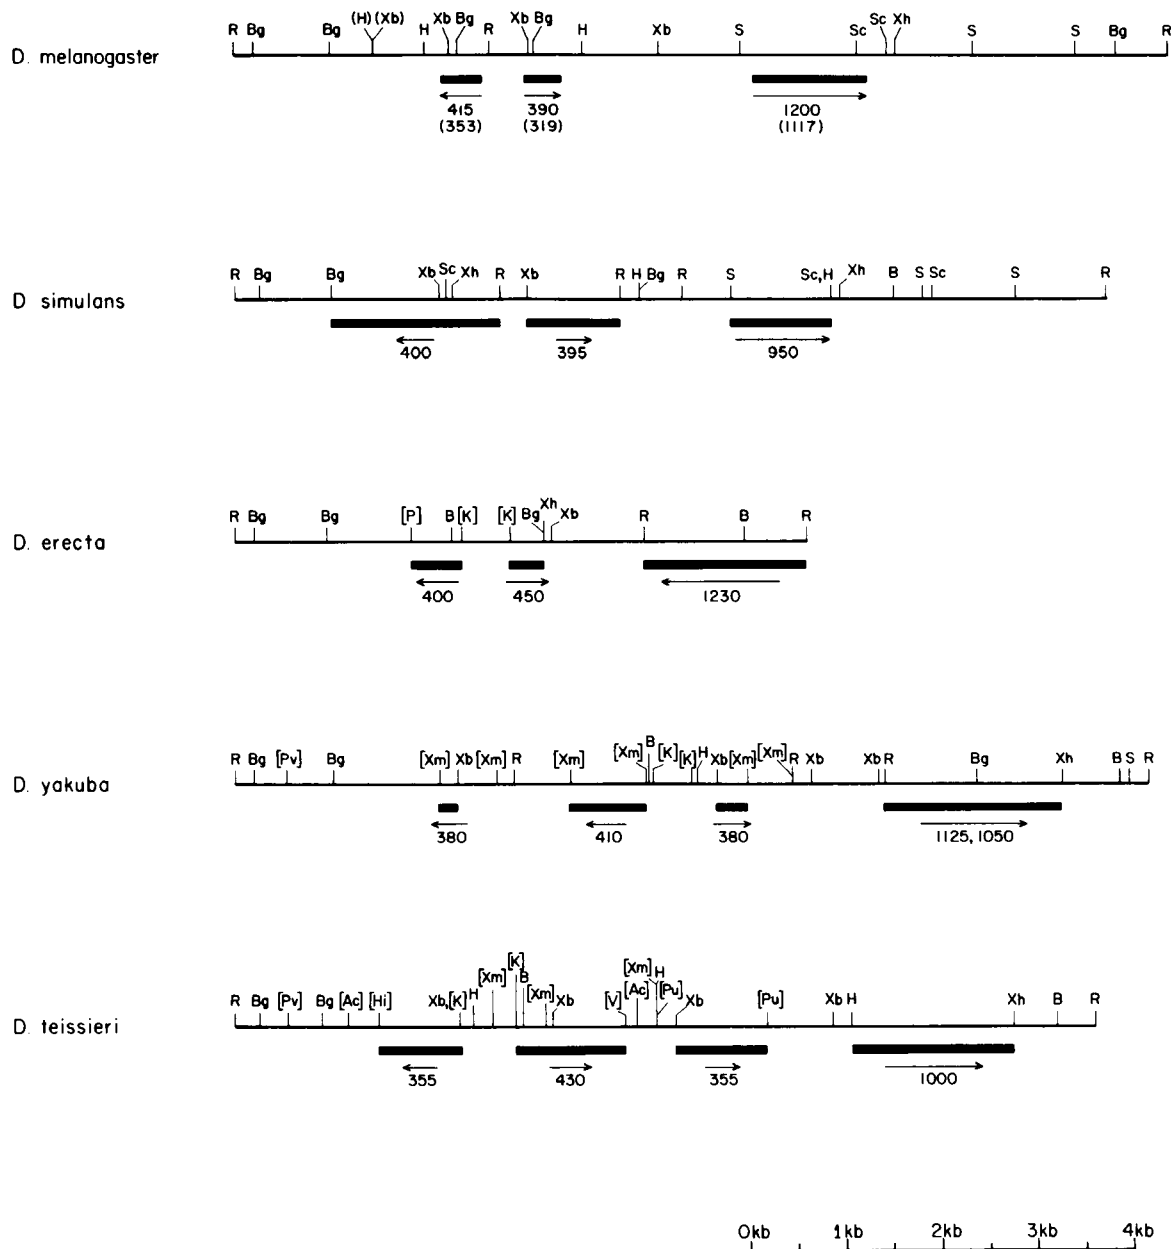 R Bg Bg (H) (Xb) H Xb Bg R Xb Bg H Xb S Sc Sc Xh S S Bg R
D. melanogaster
415 390 1200
(353) (319) (1117)
R Bg Bg Xb Sc Xh R Xb R H Bg R S Sc,H Xh B S Sc S R
D simulans
400 395 950
R Bg Bg [P] B [K] [K] Bg Xh Xb R B R
D. erecta
400 450 1230
R Bg [Pv] Bg [Xm] Xb [Xm] R [Xm] [Xm] B [K] [K] H Xb [Xm] [Xm] R Xb Xb R Bg Xh B S R
D. yakuba
380 410 380 1125, 1050
R Bg [Pv] Bg [Ac] [Hi] Xb,[K] H [Xm] [K] B [Xm] Xb [V] [Ac] [Xm] H [Pu] Xb [Pu] Xb H Xh B R
D. teissieri
355 430 355 1000
0kb 1kb 2kb 3kb 4kb